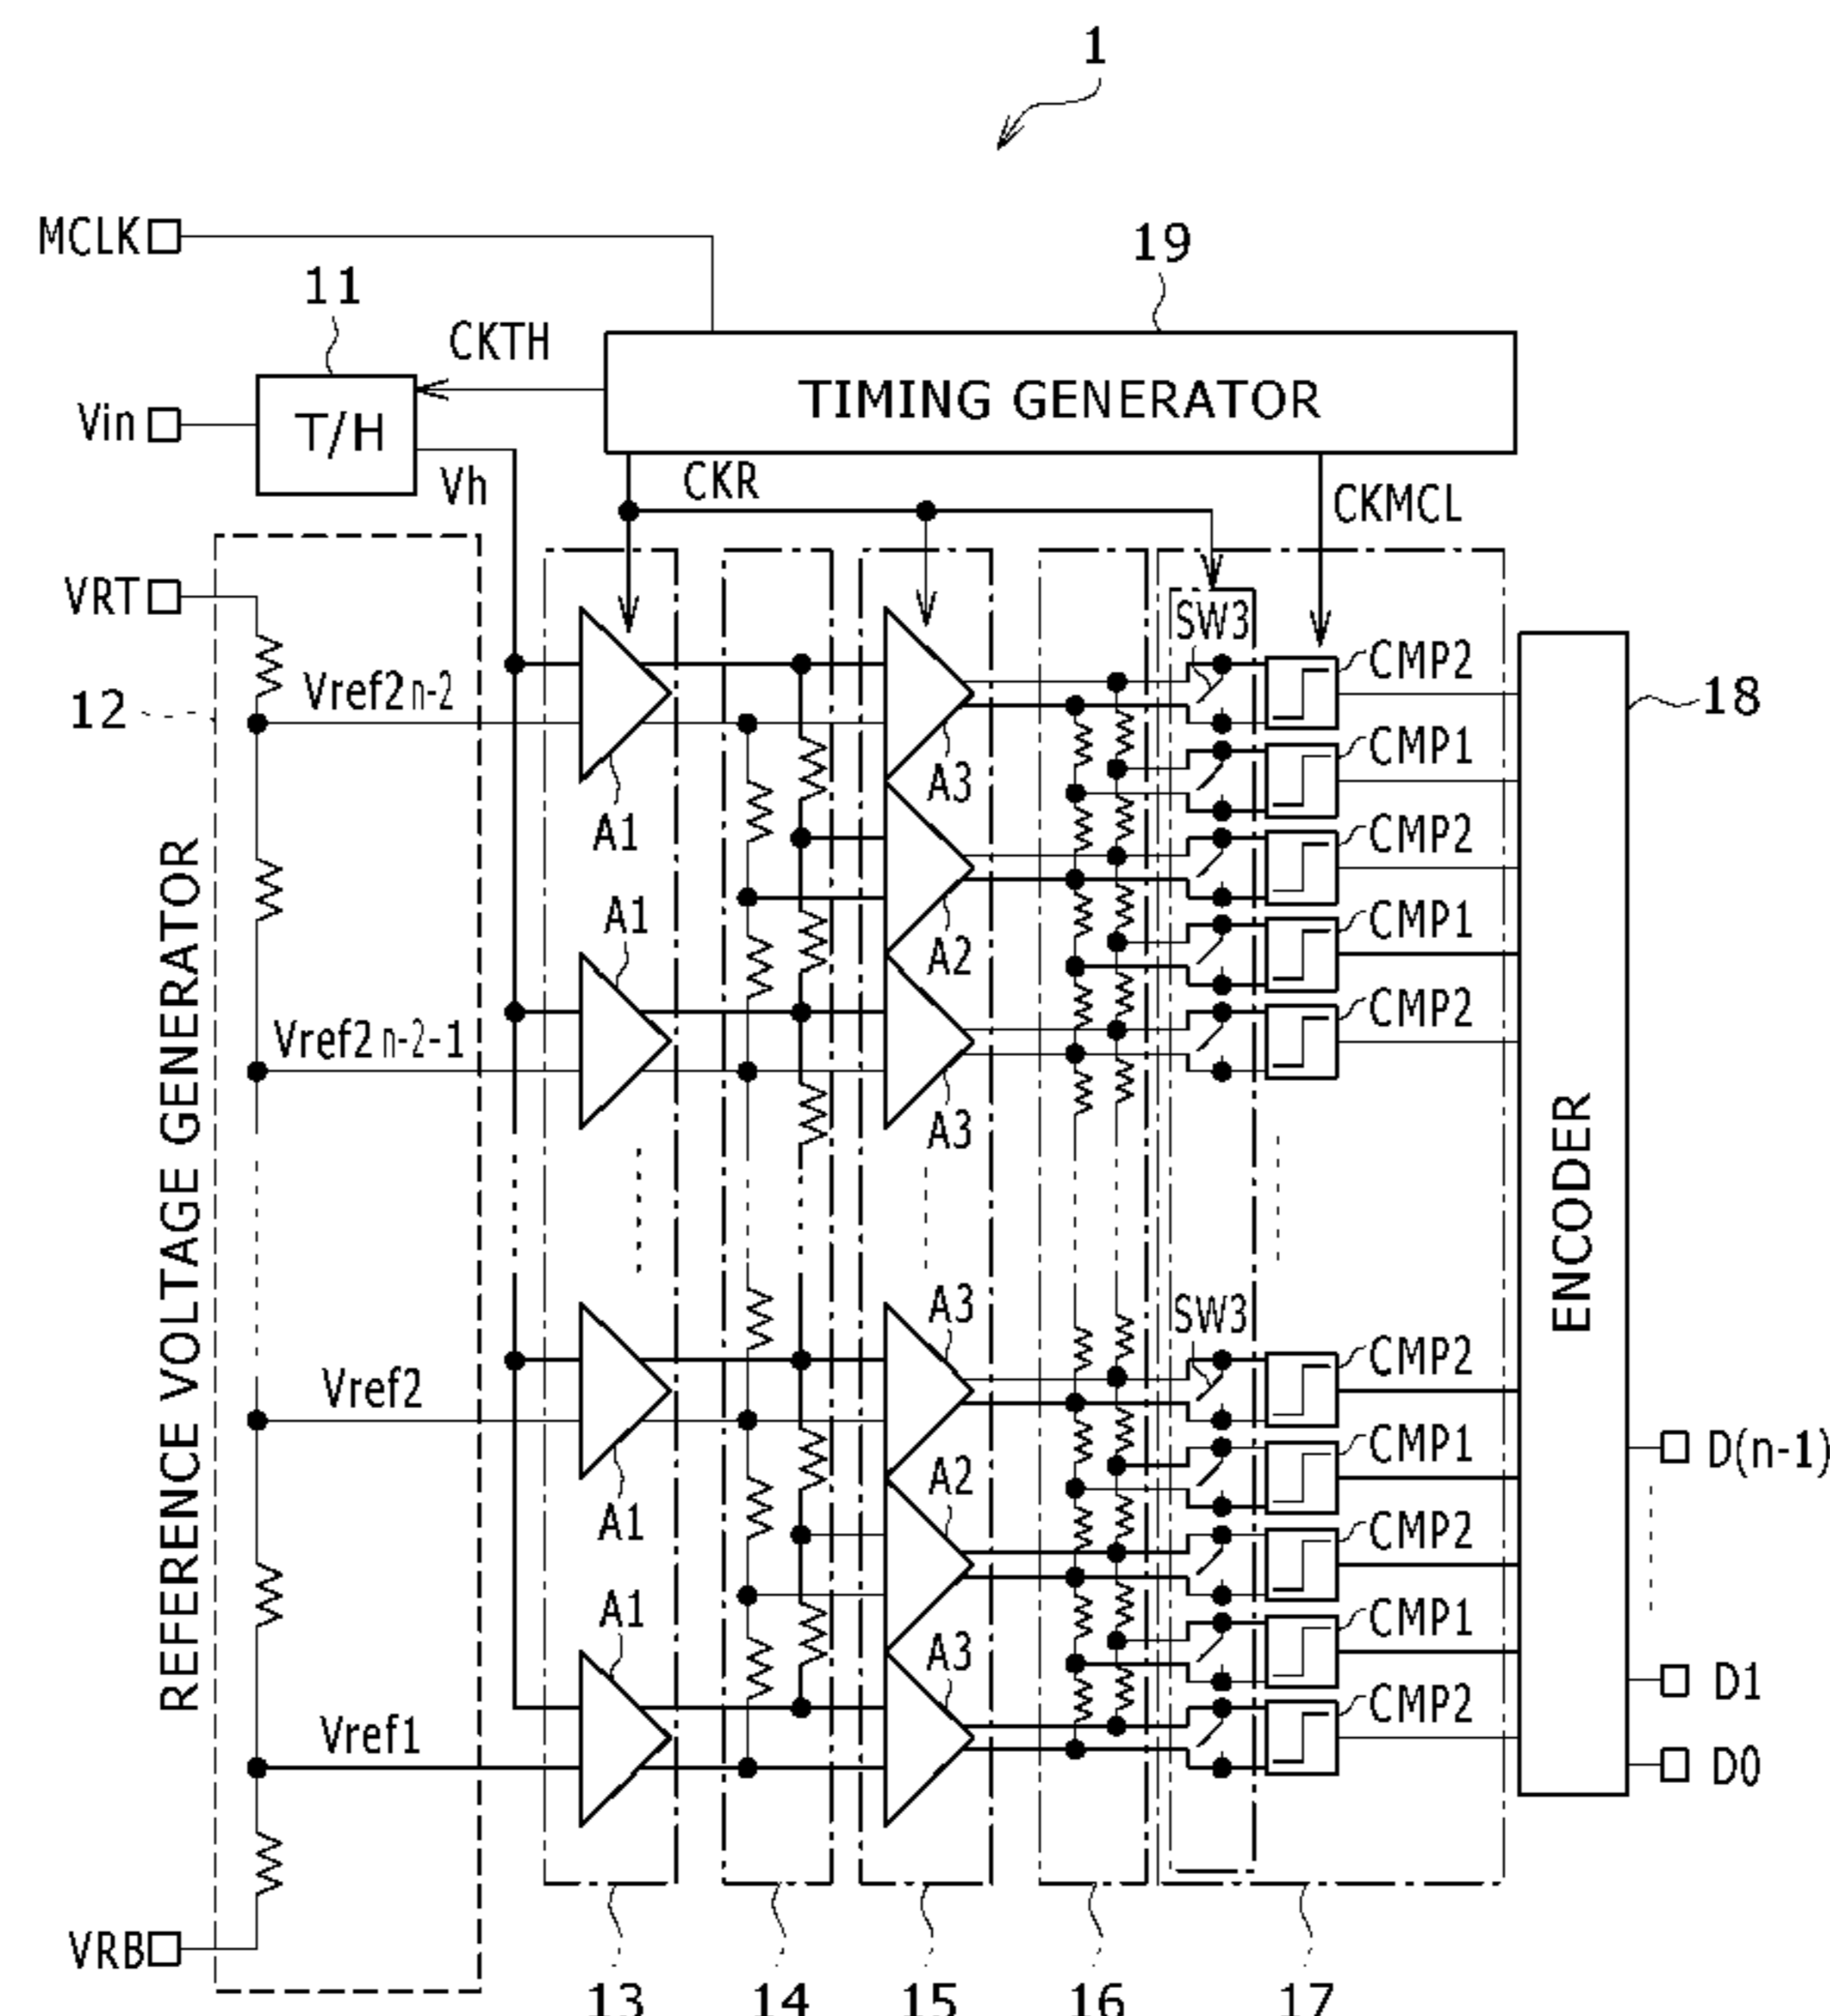 1
MCLK
19
11
CKTH
TIMING GENERATOR
Vin
T/H
Vh
CKR
CKMCL
VRT
SW3
CMP2
12
Vref2n-2
18
CMP1
A3
A1
CMP2
A1
CMP1
A2
CMP2
Vref2n-2-1
A3
REFERENCE VOLTAGE GENERATOR
ENCODER
A3
SW3
CMP2
Vref2
CMP1
D(n-1)
A2
A1
CMP2
A1
CMP1
A3
D1
CMP2
Vref1
D0
VRB
13
14
15
16
17